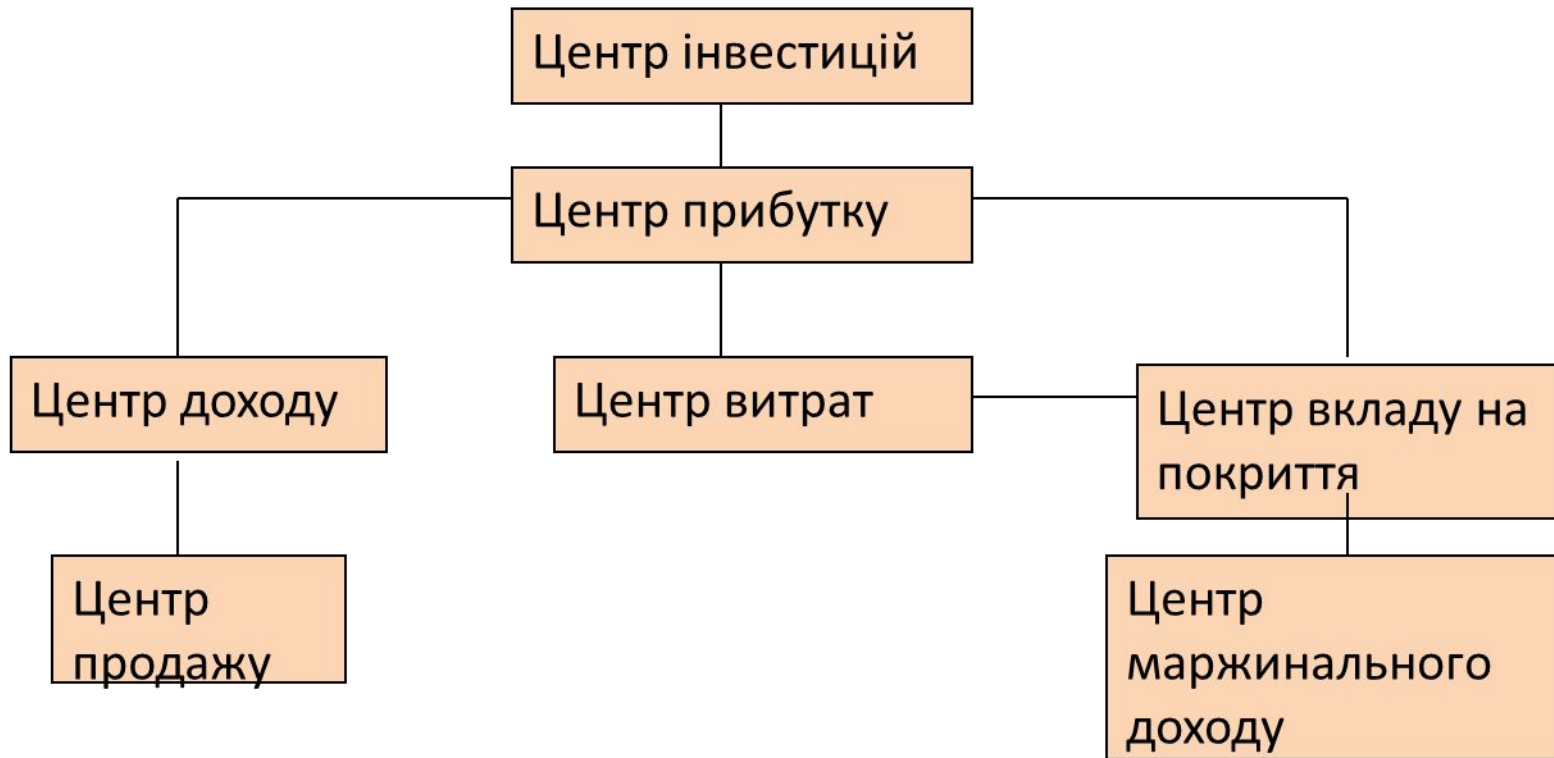 Центр інвестицій
Центр прибутку
Центр доходу
Центр витрат
Центр вкладу на
покриття
Центр
продажу
Центр
маржинального
доходу